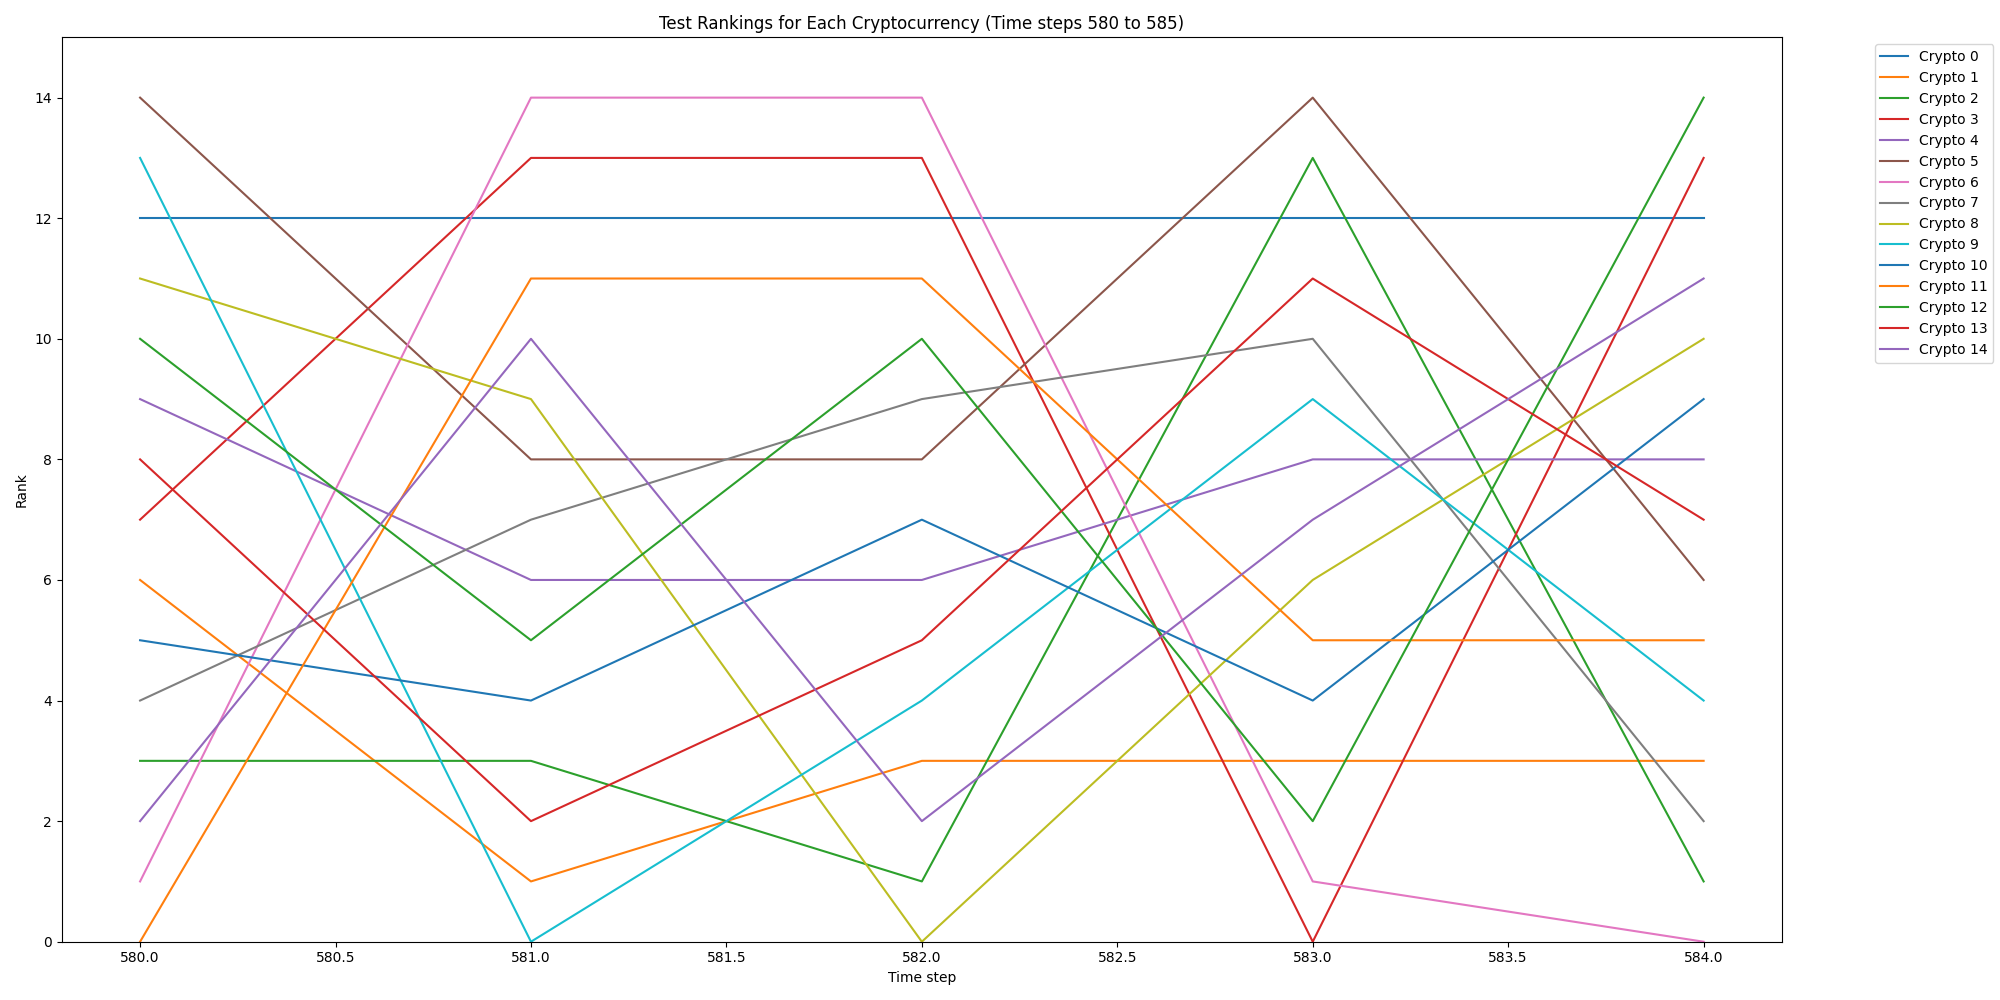 Test Rankings for Each Cryptocurrency (Time steps 580 to 585)
Rank
14
12
10
8
6
4
2
0
580.0 580.5 581.0 581.5 582.0 582.5 583.0 583.5 584.0
Time step
Crypto 0
Crypto 1
Crypto 2
Crypto 3
Crypto 4
Crypto 5
Crypto 6
Crypto 7
Crypto 8
Crypto 9
Crypto 10
Crypto 11
Crypto 12
Crypto 13
Crypto 14